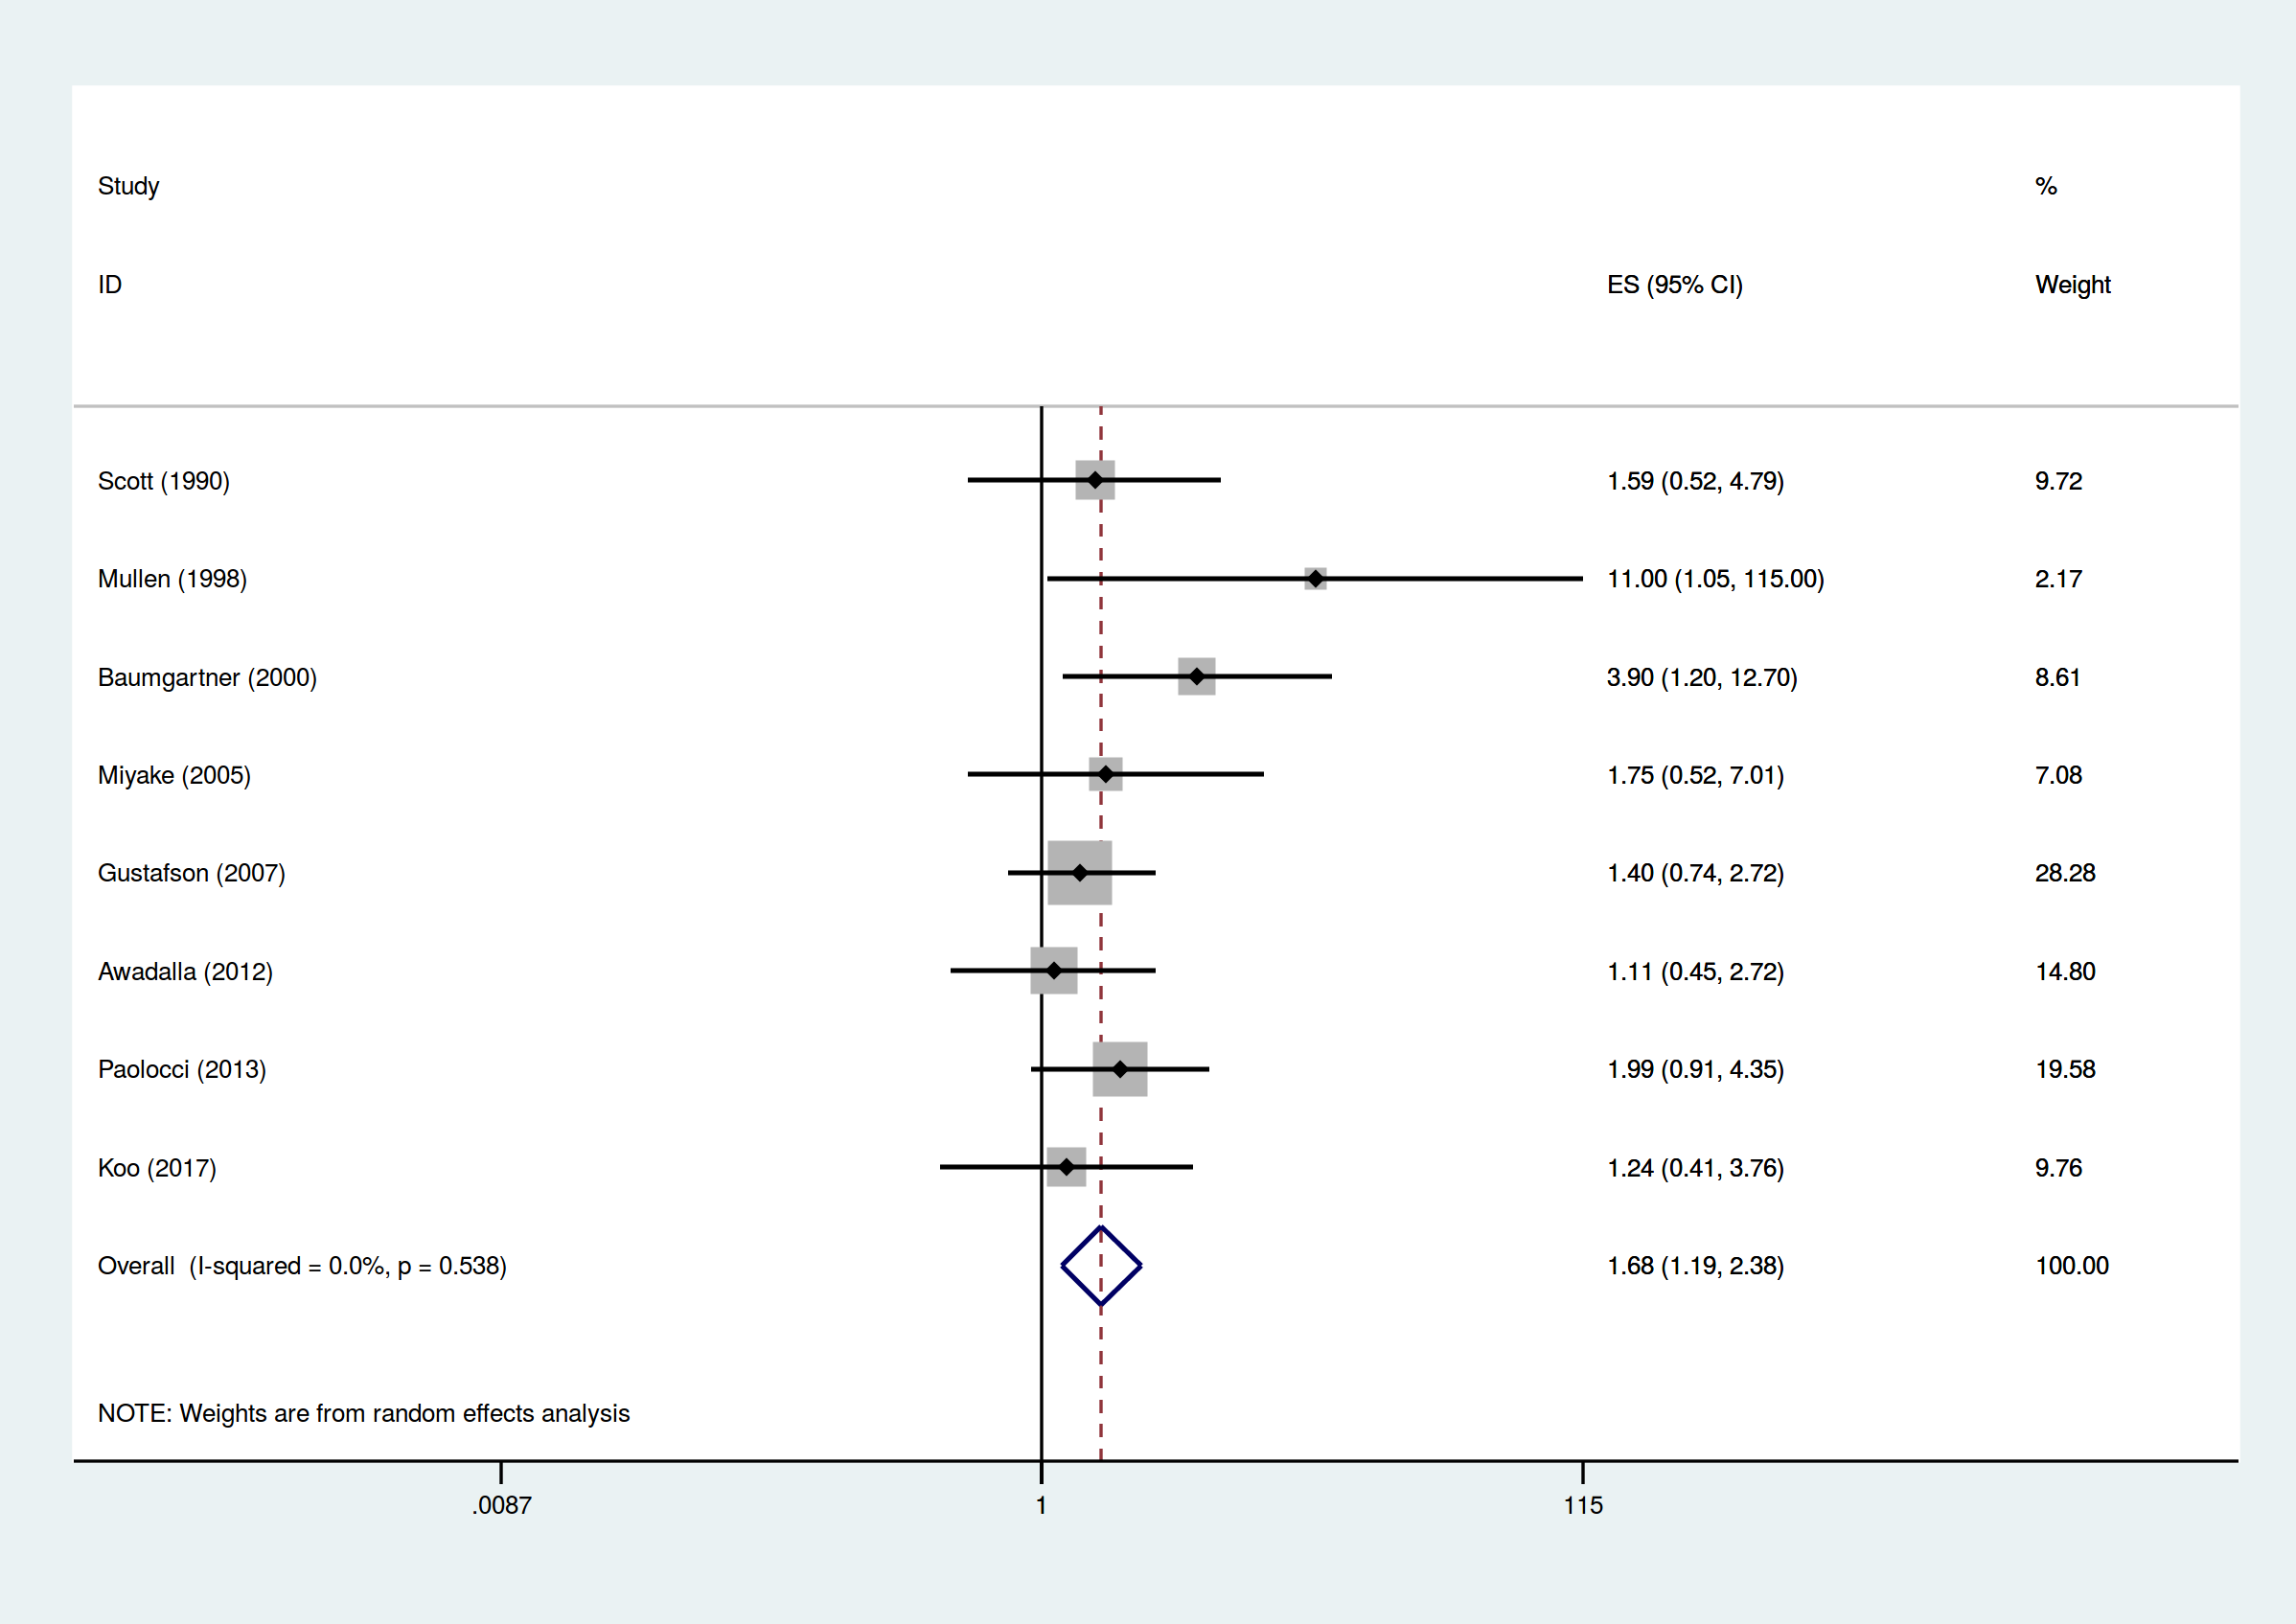 Study %
ID ES (95% CI) Weight
Scott (1990) 1.59 (0.52, 4.79) 9.72
Mullen (1998) 11.00 (1.05, 115.00) 2.17
Baumgartner (2000) 3.90 (1.20, 12.70) 8.61
Miyake (2005) 1.75 (0.52, 7.01) 7.08
Gustafson (2007) 1.40 (0.74, 2.72) 28.28
Awadalla (2012) 1.11 (0.45, 2.72) 14.80
Paolocci (2013) 1.99 (0.91, 4.35) 19.58
Koo (2017) 1.24 (0.41, 3.76) 9.76
Overall (I-squared = 0.0%, p = 0.538) 1.68 (1.19, 2.38) 100.00
NOTE: Weights are from random effects analysis
.0087 1 115